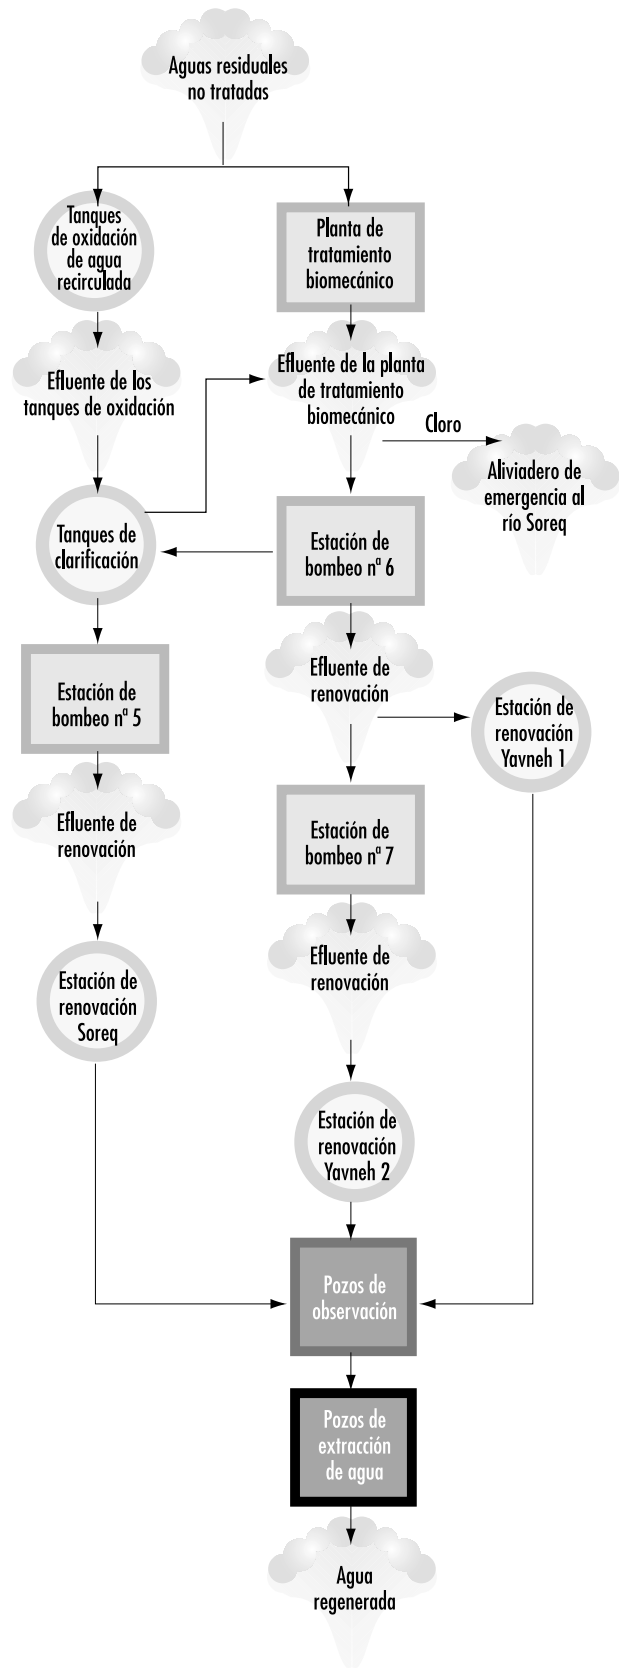 Aguas residuales
no tratadas
Tanques
de oxidación
de agua
recirculada
Planta de
tratamiento
biomecánico
Efluente de los
tanques de oxidación
Efluente de la planta
de tratamiento
biomecánico
Cloro
Aliviadero de
emergencia al
río Soreq
Tanques de
clarificación
Estación de
bombeo nª 6
Estación de
bombeo nª 5
Efluente de
renovación
Estación de
renovación
Yavneh 1
Efluente de
renovación
Estación de
bombeo nª 7
Estación de
renovación
Soreq
Efluente de
renovación
Estación de
renovación
Yavneh 2
Pozos de
observación
Pozos de
extracción
de agua
Agua
regenerada